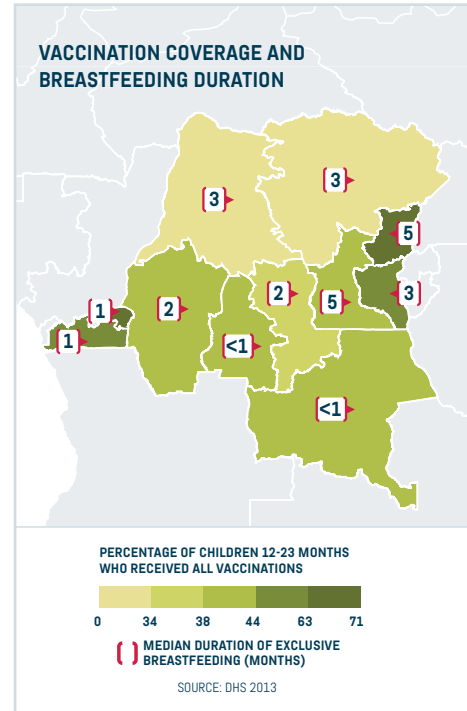 VACCINATION COVERAGE AND
BREASTFEEDING DURATION
3
3
5
3
2
5
1
2
1
<1
<1
PERCENTAGE OF CHILDREN 12-23 MONTHS
WHO RECEIVED ALL VACCINATIONS
0 34 38 44 63 71
[ ] MEDIAN DURATION OF EXCLUSIVE
BREASTFEEDING (MONTHS)
SOURCE: DHS 2013